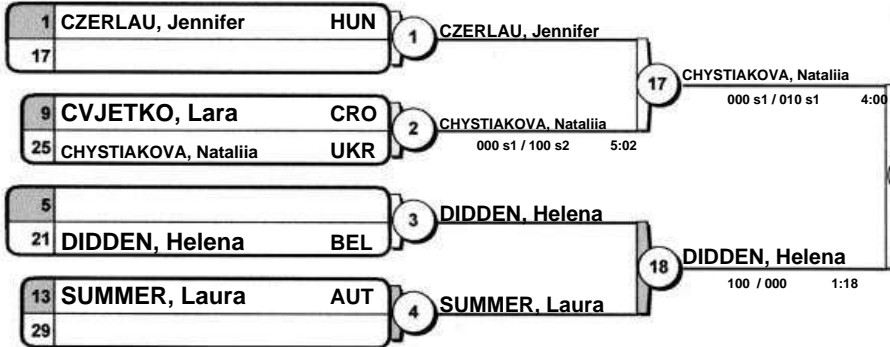 1 CZERLAU, Jennifer HUN
17
1 CZERLAU, Jennifer
9 CVJETKO, Lara CRO
25 CHYSTIAKOVA, Nataliia UKR
2 CHYSTIAKOVA, Nataliia
000 s1 / 100 s2 5:02
17 CHYSTIAKOVA, Nataliia
000 s1 / 010 s1 4:00
5
21 DIDDEN, Helena BEL
3 DIDDEN, Helena
13 SUMMER, Laura AUT
29
4 SUMMER, Laura
18 DIDDEN, Helena
100 / 000 1:18